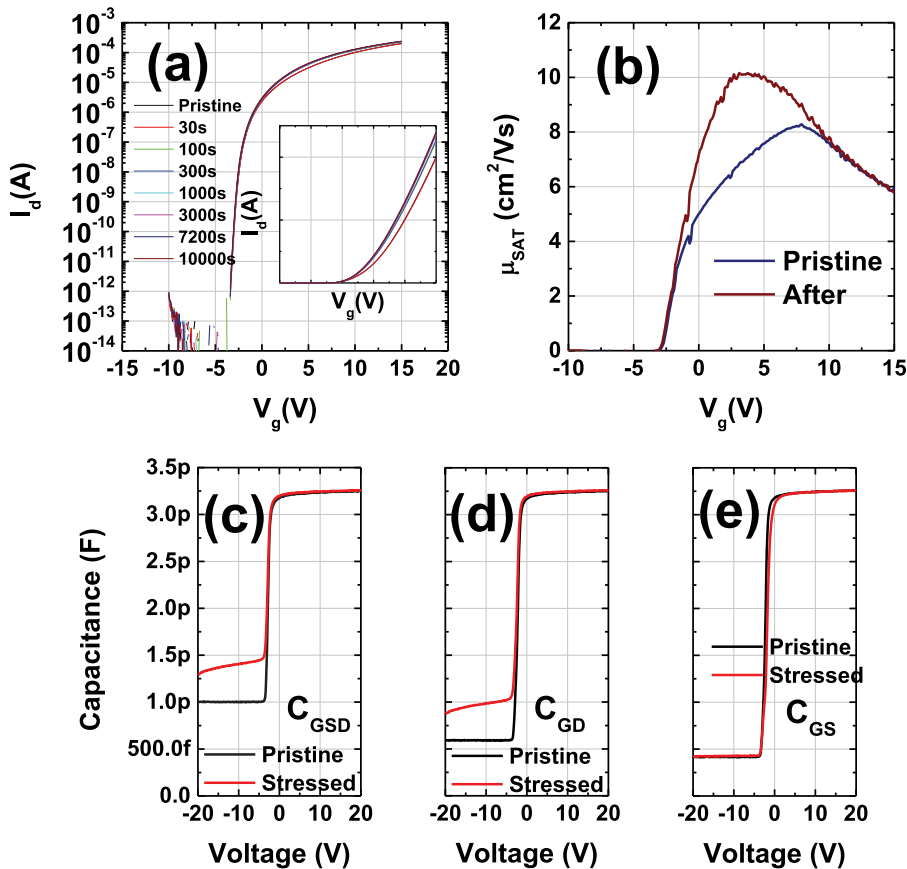 (a)
10⁻³
10⁻⁴
10⁻⁵
10⁻⁶
10⁻⁷
10⁻⁸
10⁻⁹
10⁻¹⁰
10⁻¹¹
10⁻¹²
10⁻¹³
10⁻¹⁴
I_d(A)
Pristine
30s
100s
300s
1000s
3000s
7200s
10000s
I_d(A)
V_g(V)
-15 -10 -5 0 5 10 15 20
V_g(V)
(b)
12
10
8
6
4
2
0
μ_SAT (cm²/Vs)
Pristine
After
-10 -5 0 5 10 15
V_g(V)
3.5p
3.0p
2.5p
2.0p
1.5p
1.0p
500.0f
0.0
Capacitance (F)
(c)
C_GSD
Pristine
Stressed
-20 -10 0 10 20
Voltage (V)
(d)
C_GD
Pristine
Stressed
-20 -10 0 10 20
Voltage (V)
(e)
Pristine
Stressed
C_GS
-20 -10 0 10 20
Voltage (V)